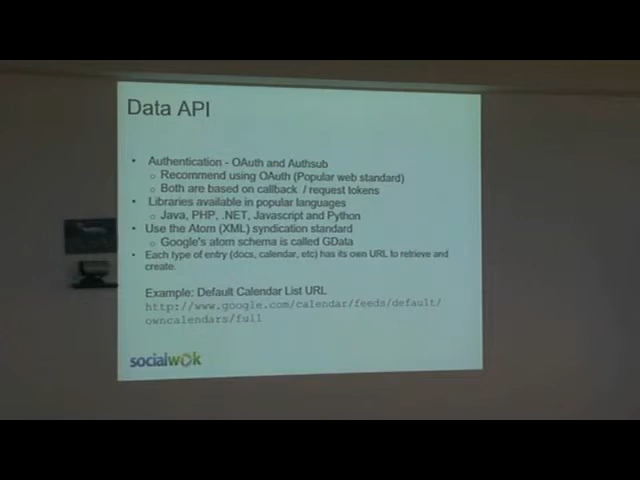 Data API
• Authentication - OAuth and Authsub
○ Recommend using OAuth (Popular web standard)
○ Both are based on callback / request tokens
• Libraries available in popular languages
○ Java, PHP, .NET, Javascript and Python
• Use the Atom (XML) syndication standard
○ Google's atom schema is called GData
• Each type of entry (docs, calendar, etc) has its own URL to retrieve and
create.
Example: Default Calendar List URL
http://www.google.com/calendar/feeds/default/
owncalendars/full
socialwok